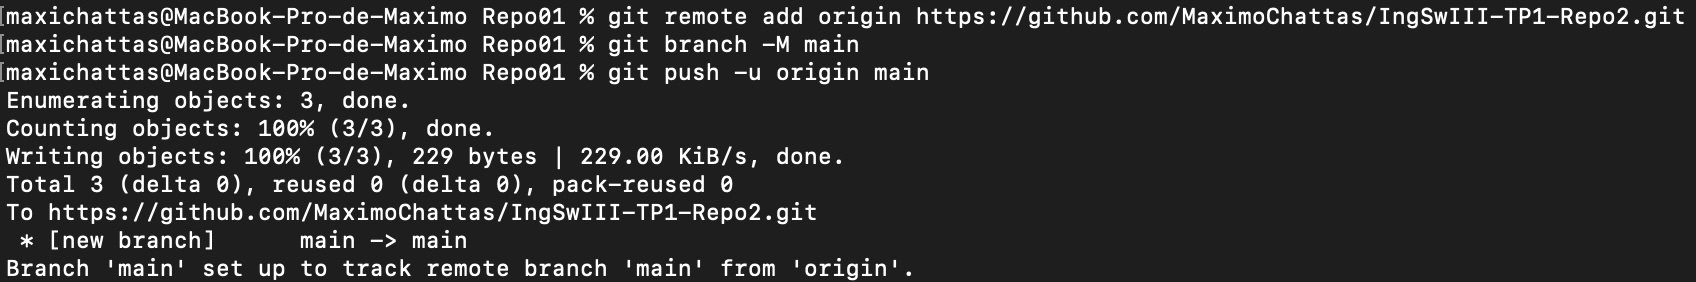 maxichattas@MacBook-Pro-de-Maximo Repo01 % git remote add origin https://github.com/MaximoChattas/IngSwIII-TP1-Repo2.git
maxichattas@MacBook-Pro-de-Maximo Repo01 % git branch -M main
maxichattas@MacBook-Pro-de-Maximo Repo01 % git push -u origin main
Enumerating objects: 3, done.
Counting objects: 100% (3/3), done.
Writing objects: 100% (3/3), 229 bytes | 229.00 KiB/s, done.
Total 3 (delta 0), reused 0 (delta 0), pack-reused 0
To https://github.com/MaximoChattas/IngSwIII-TP1-Repo2.git
 * [new branch]      main -> main
Branch 'main' set up to track remote branch 'main' from 'origin'.